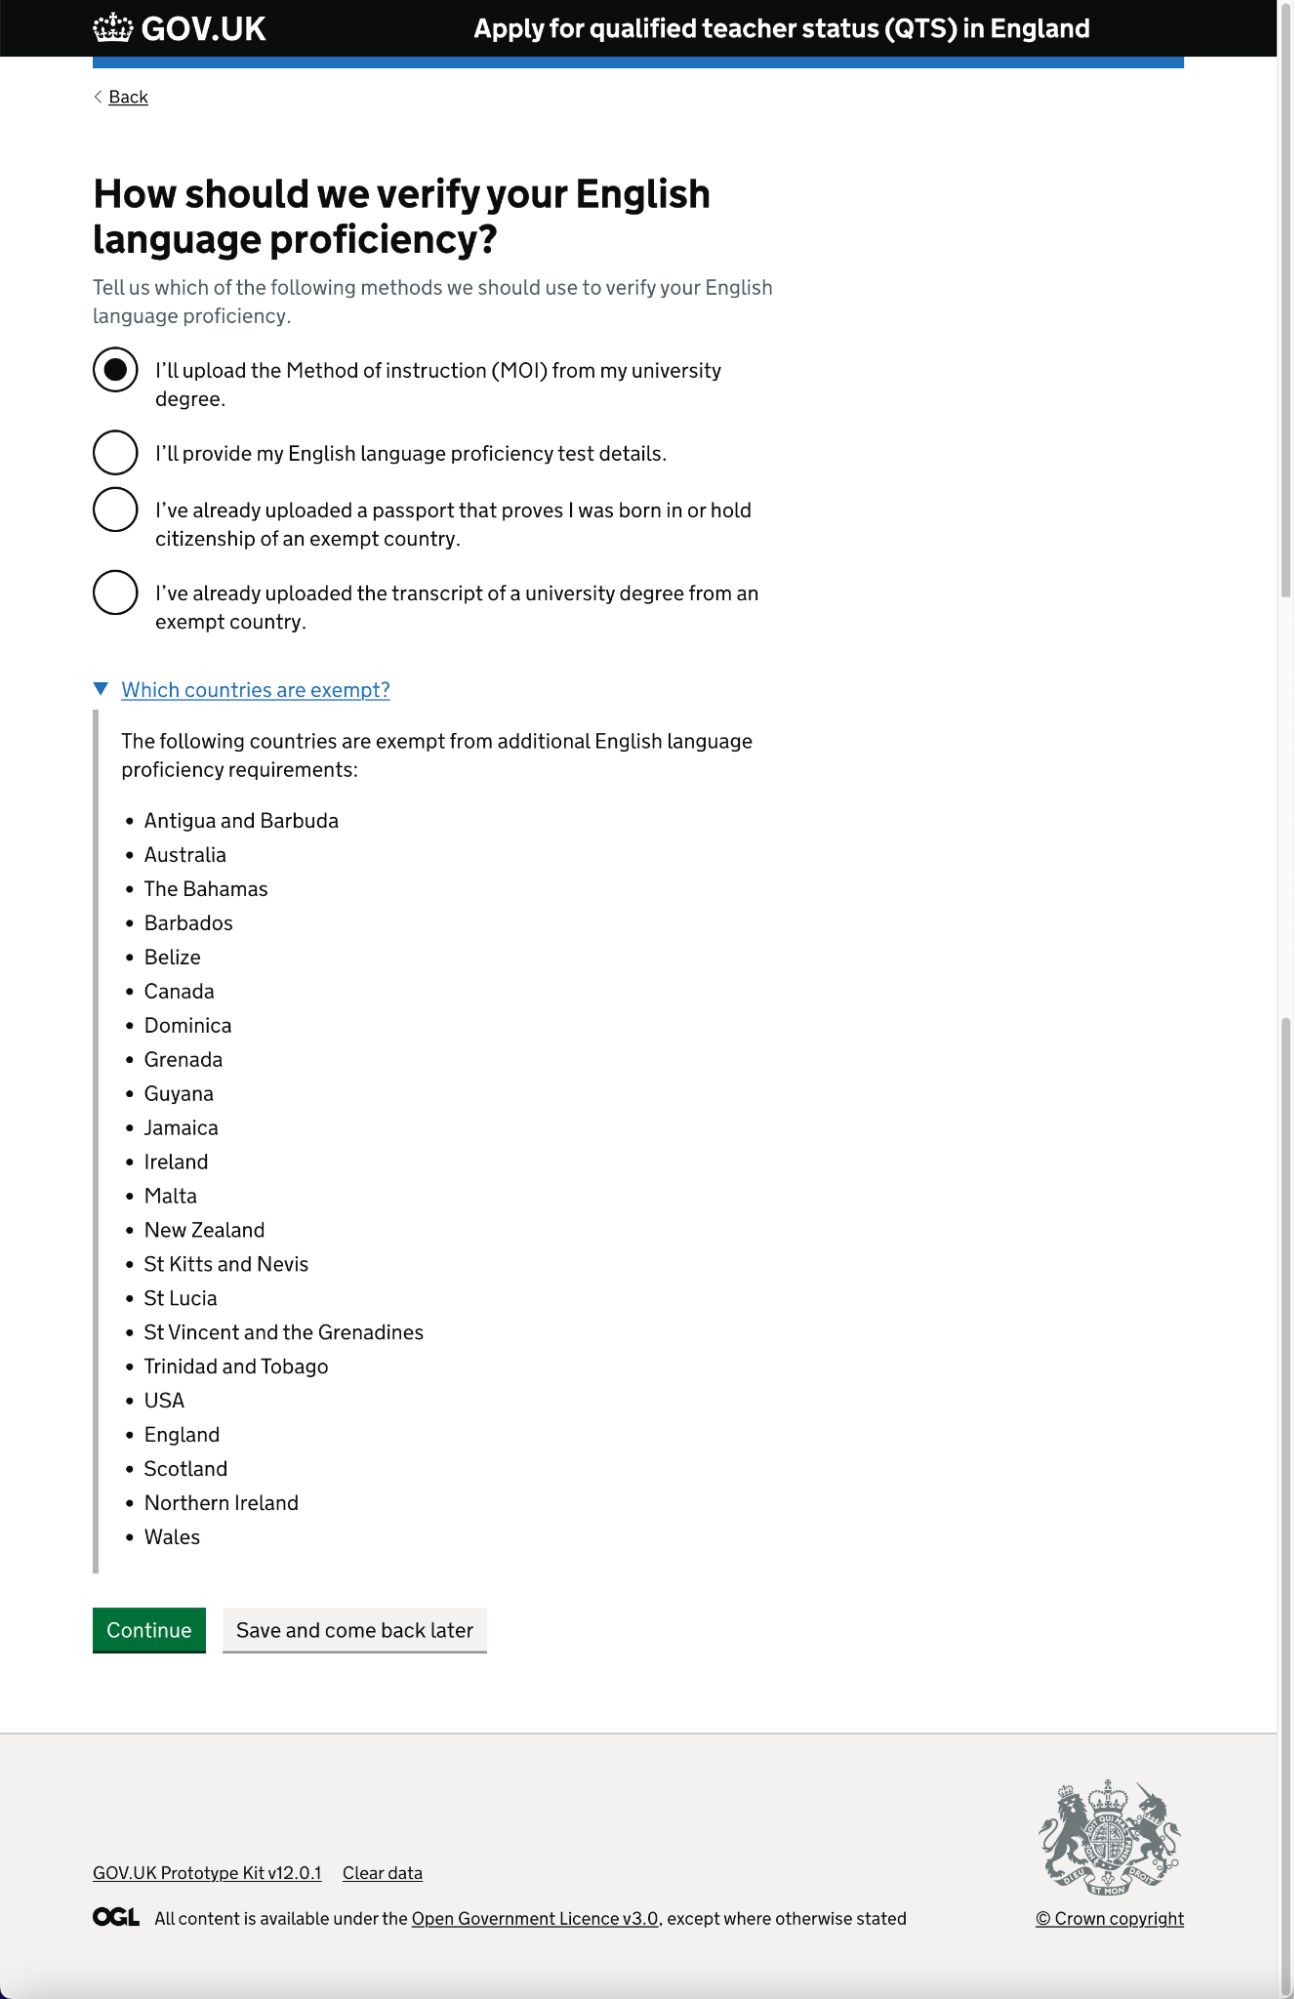 GOV.UK
Apply for qualified teacher status (QTS) in England
Back
How should we verify your English
language proficiency?
Tell us which of the following methods we should use to verify your English
language proficiency.
I’ll upload the Method of instruction (MOI) from my university
degree.
I’ll provide my English language proficiency test details.
I’ve already uploaded a passport that proves I was born in or hold
citizenship of an exempt country.
I’ve already uploaded the transcript of a university degree from an
exempt country.
Which countries are exempt?
The following countries are exempt from additional English language
proficiency requirements:
• Antigua and Barbuda
• Australia
• The Bahamas
• Barbados
• Belize
• Canada
• Dominica
• Grenada
• Guyana
• Jamaica
• Ireland
• Malta
• New Zealand
• St Kitts and Nevis
• St Lucia
• St Vincent and the Grenadines
• Trinidad and Tobago
• USA
• England
• Scotland
• Northern Ireland
• Wales
Continue
Save and come back later
GOV.UK Prototype Kit v12.0.1
Clear data
DIEU ET MON DROIT
OGL
All content is available under the Open Government Licence v3.0, except where otherwise stated
© Crown copyright